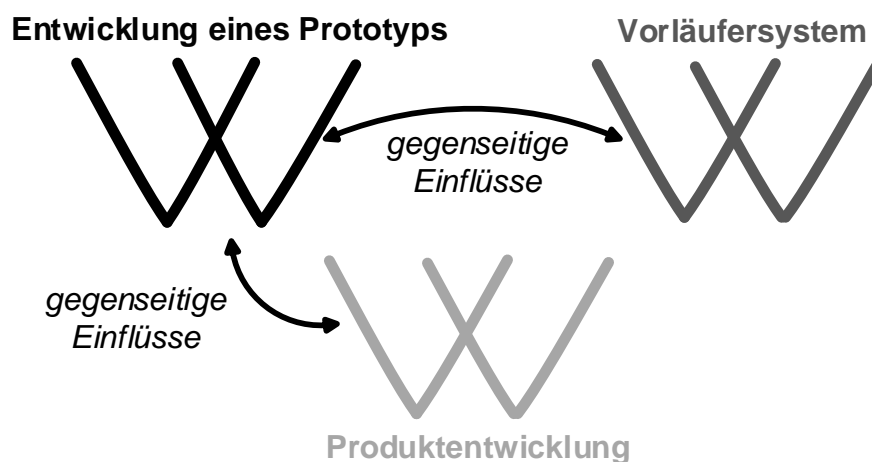 Entwicklung eines Prototyps
Vorläufersystem
gegenseitige
Einflüsse
gegenseitige
Einflüsse
Produktentwicklung